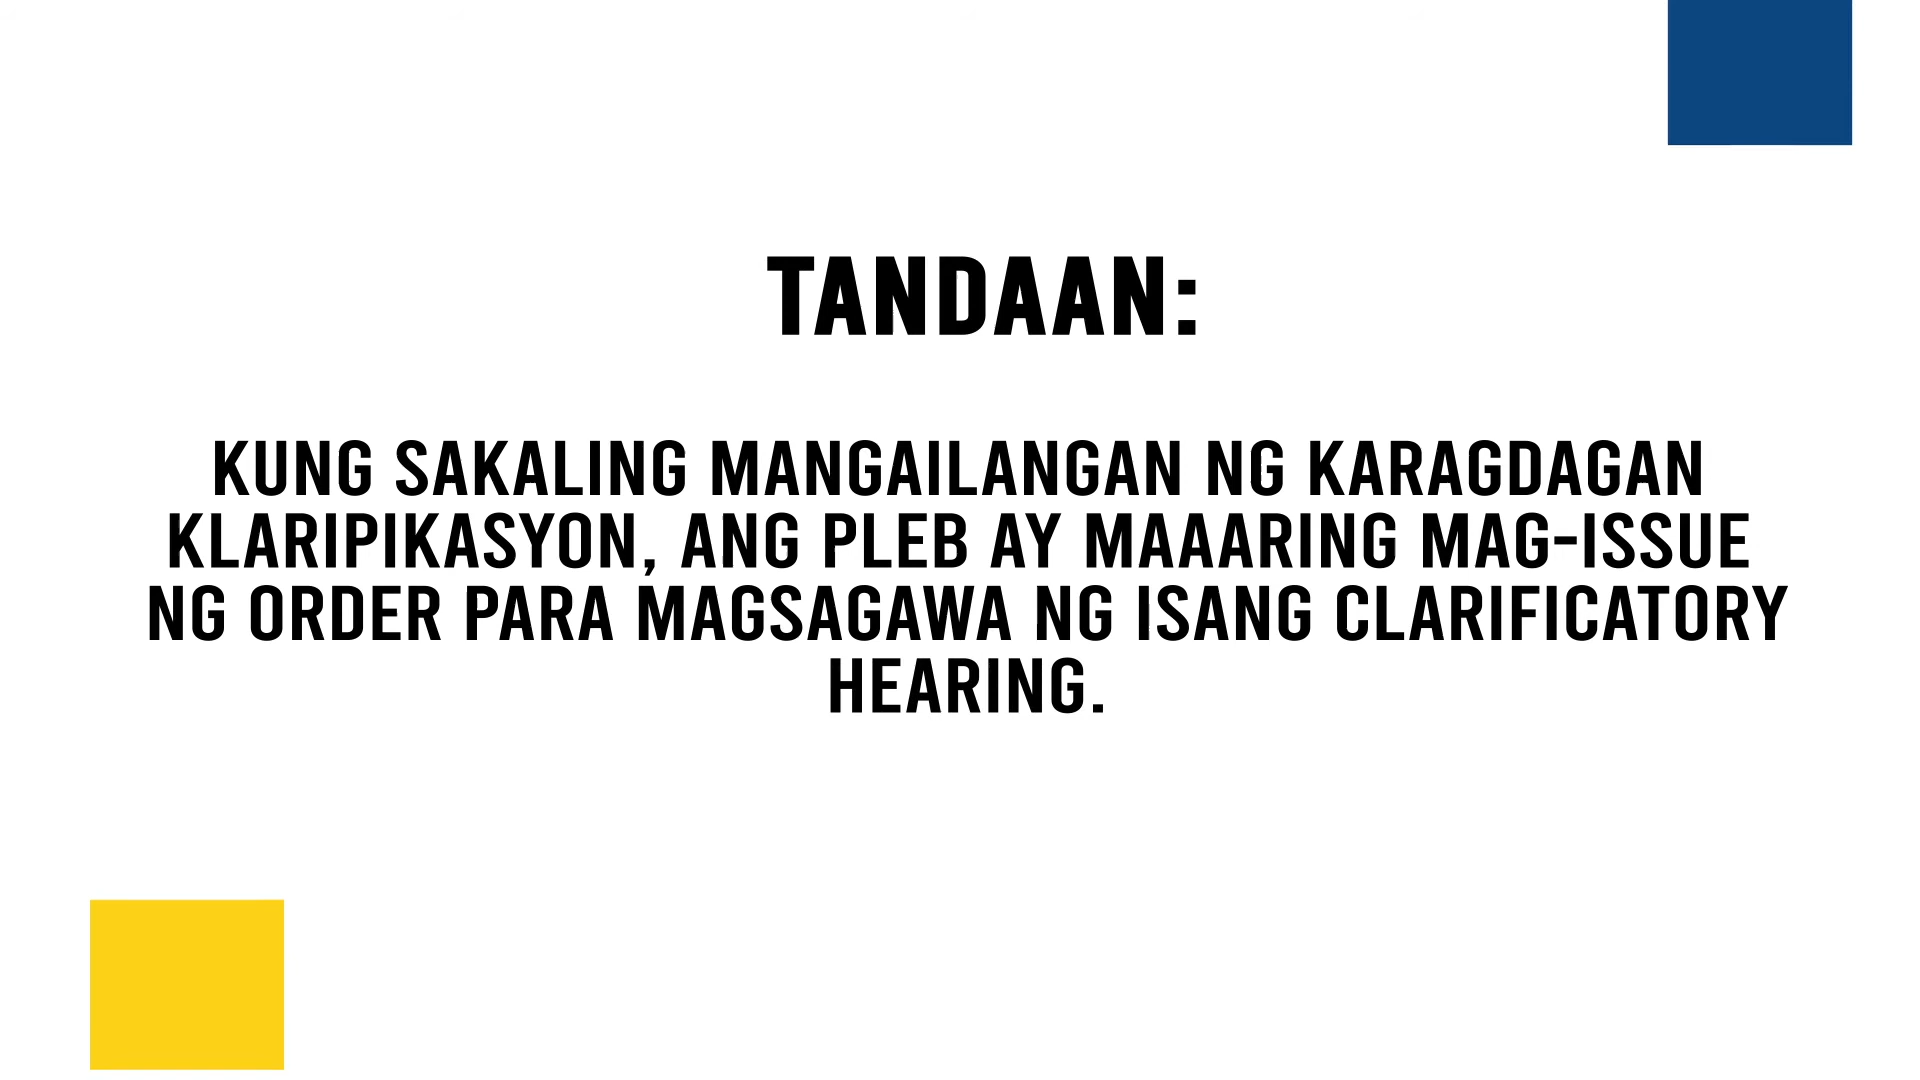 TANDAAN:
KUNG SAKALING MANGAILANGAN NG KARAGDAGAN
KLARIPIKASYON, ANG PLEB AY MAAARING MAG-ISSUE
NG ORDER PARA MAGSAGAWA NG ISANG CLARIFICATORY
HEARING.